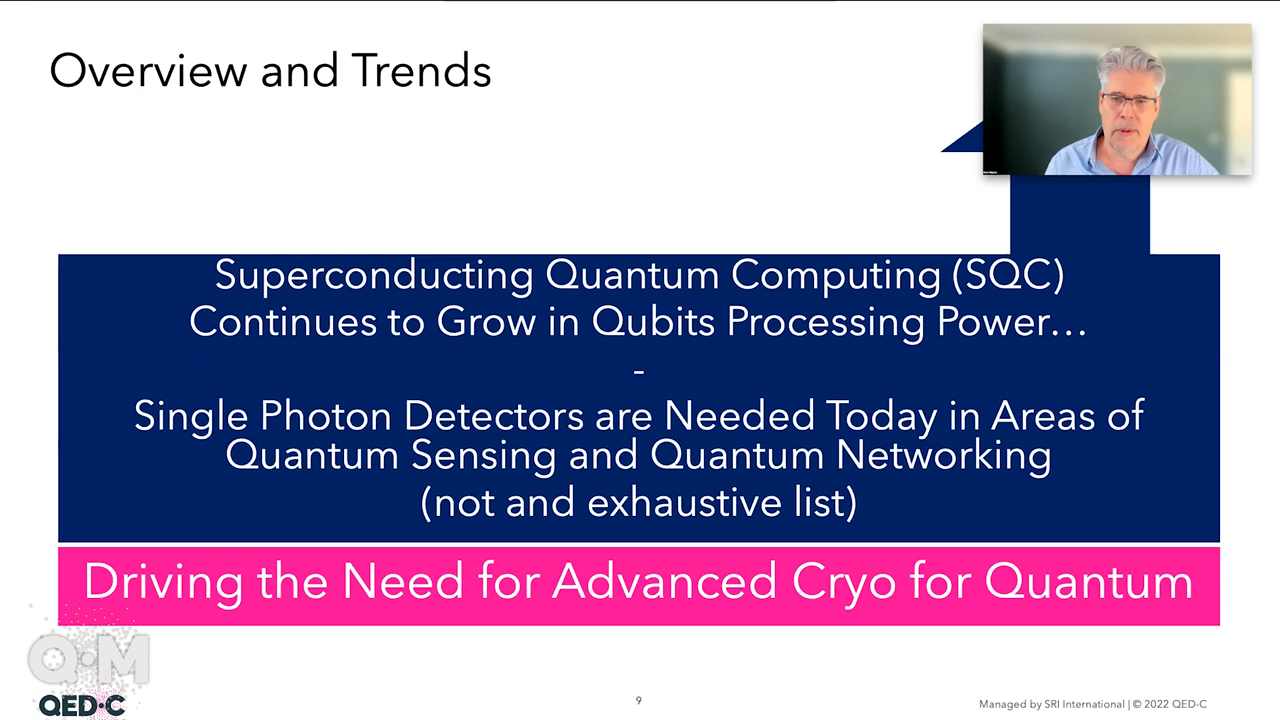 Overview and Trends
Superconducting Quantum Computing (SQC)
Continues to Grow in Qubits Processing Power…
-
Single Photon Detectors are Needed Today in Areas of
Quantum Sensing and Quantum Networking
(not and exhaustive list)
Driving the Need for Advanced Cryo for Quantum
Q•M
QED•C
9
Managed by SRI International | © 2022 QED-C